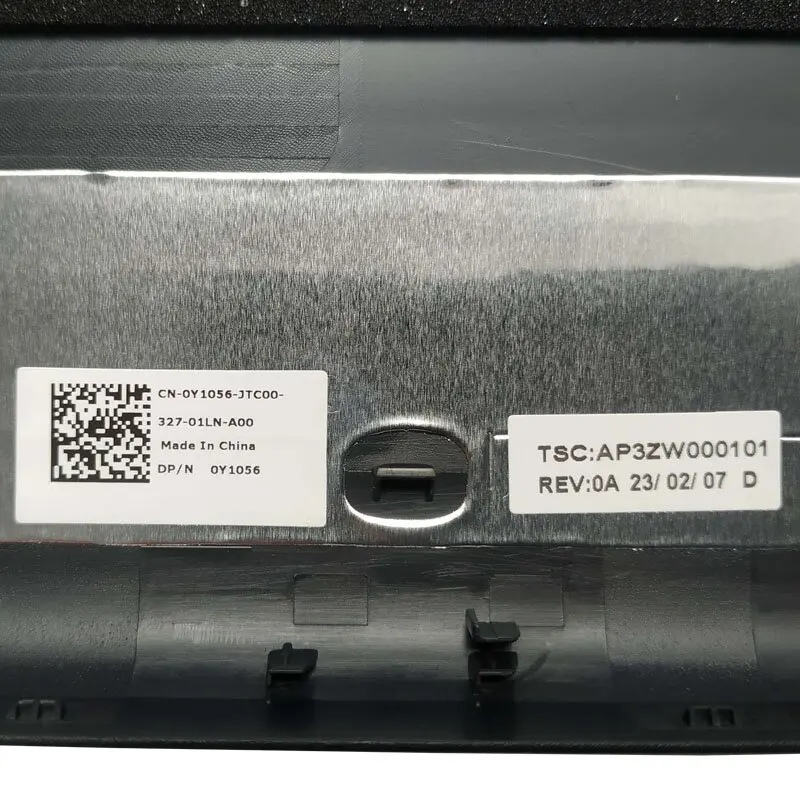 CN-0Y1056-JTC00-
327-01LN-A00
Made In China
DP/N 0Y1056
TSC:AP3ZW000101
REV:0A 23/ 02/ 07 D